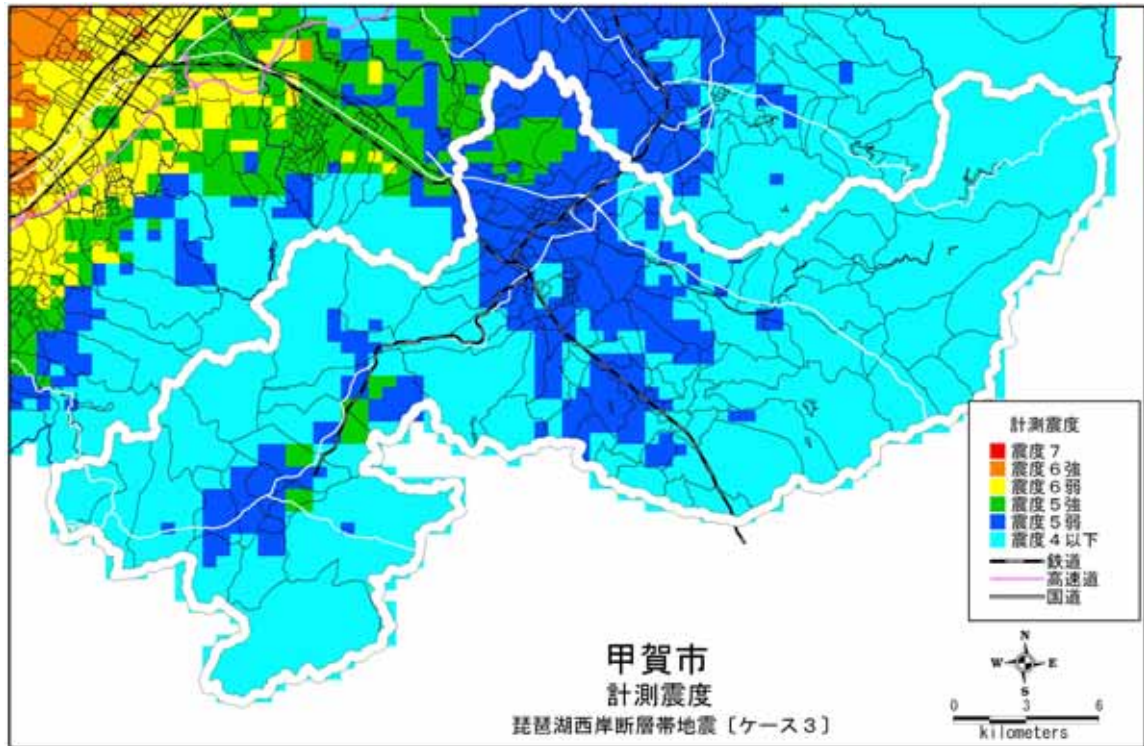 計測震度
震度7
震度6強
震度6弱
震度5強
震度5弱
震度4以下
鉄道
高速道
国道
甲賀市
計測震度
琵琶湖西岸断層帯地震〔ケース3〕
N
W E
S
0 3 6
kilometers